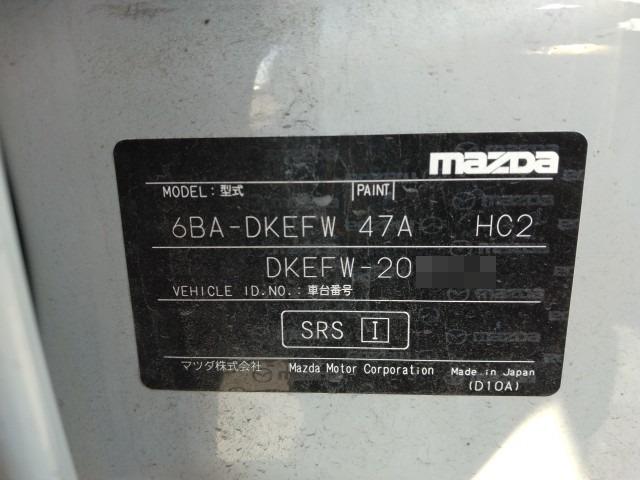 mazda
MODEL:型式 PAINT
6BA-DKEFW 47A HC2
DKEFW-20
VEHICLE ID.NO.:車台番号
SRS I
マツダ株式会社 Mazda Motor Corporation Made in Japan
(D10A)